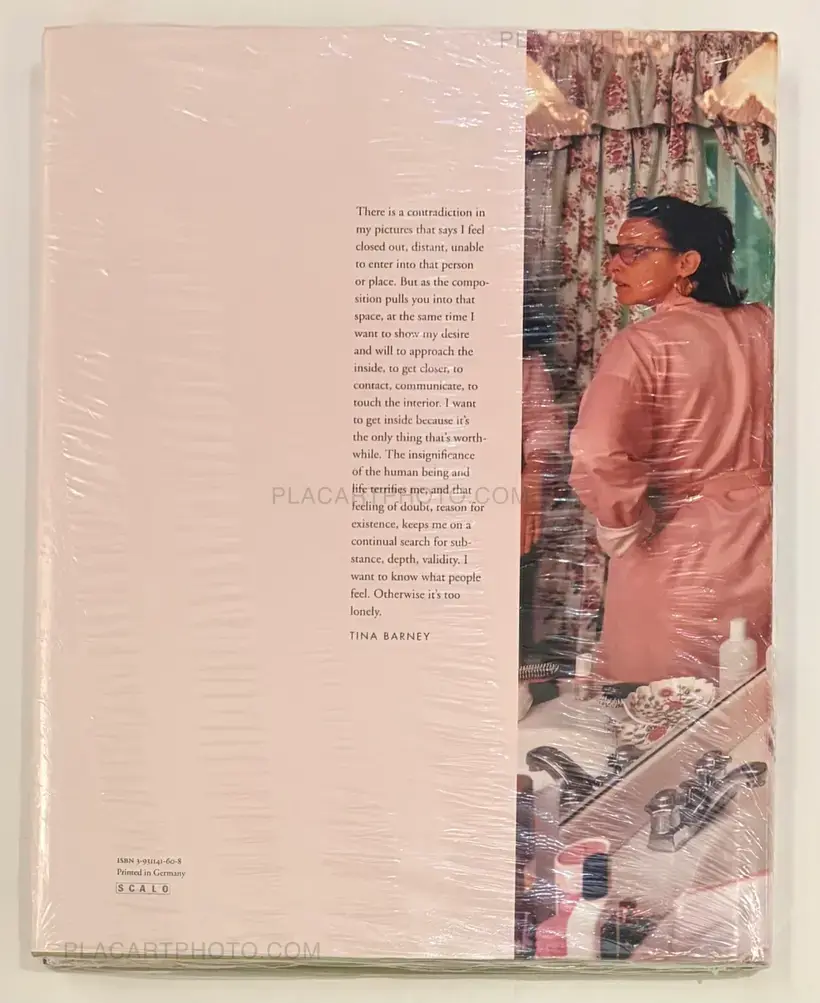 PLACARTPHOTO.COM
There is a contradiction in
my pictures that says I feel
closed out, distant, unable
to enter into that person
or place. But as the compo-
sition pulls you into that
space, at the same time I
want to show my desire
and will to approach the
inside, to get closer, to
contact, communicate, to
touch the interior. I want
to get inside because it's
the only thing that's worth-
while. The insignificance
of the human being and
life terrifies me, and that
PLACARTPHOTO.COM
feeling of doubt, reason for
existence, keeps me on a
continual search for sub-
stance, depth, validity. I
want to know what people
feel. Otherwise it's too
lonely.
TINA BARNEY
ISBN 3-931141-60-8
Printed in Germany
SCALO
PLACARTPHOTO.COM